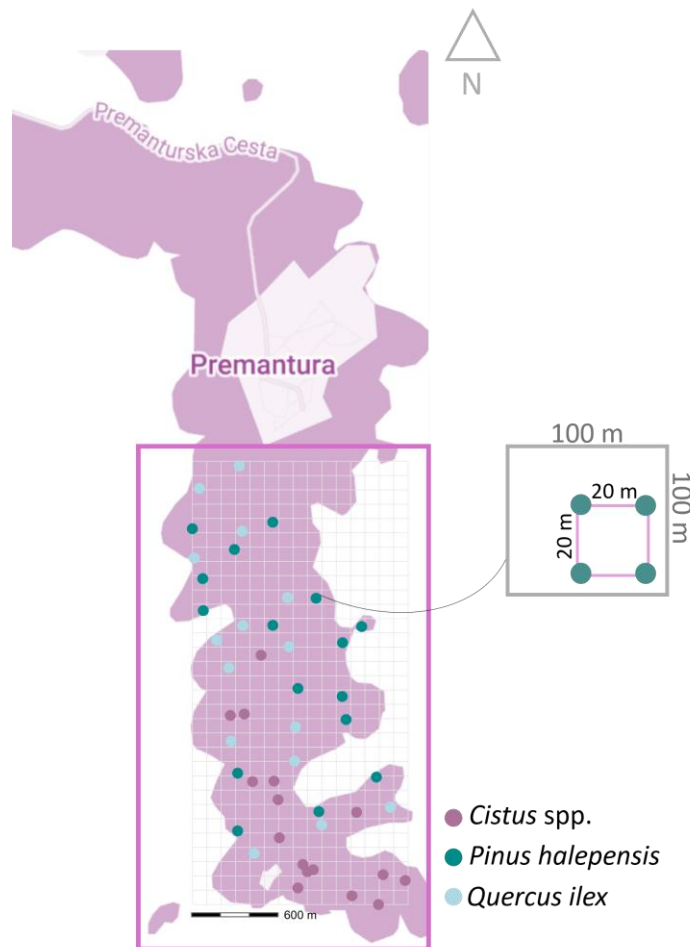 N
Premanturska Cesta
Premantura
100 m
100 m
20 m
20 m
Cistus spp.
Pinus halepensis
Quercus ilex
600 m